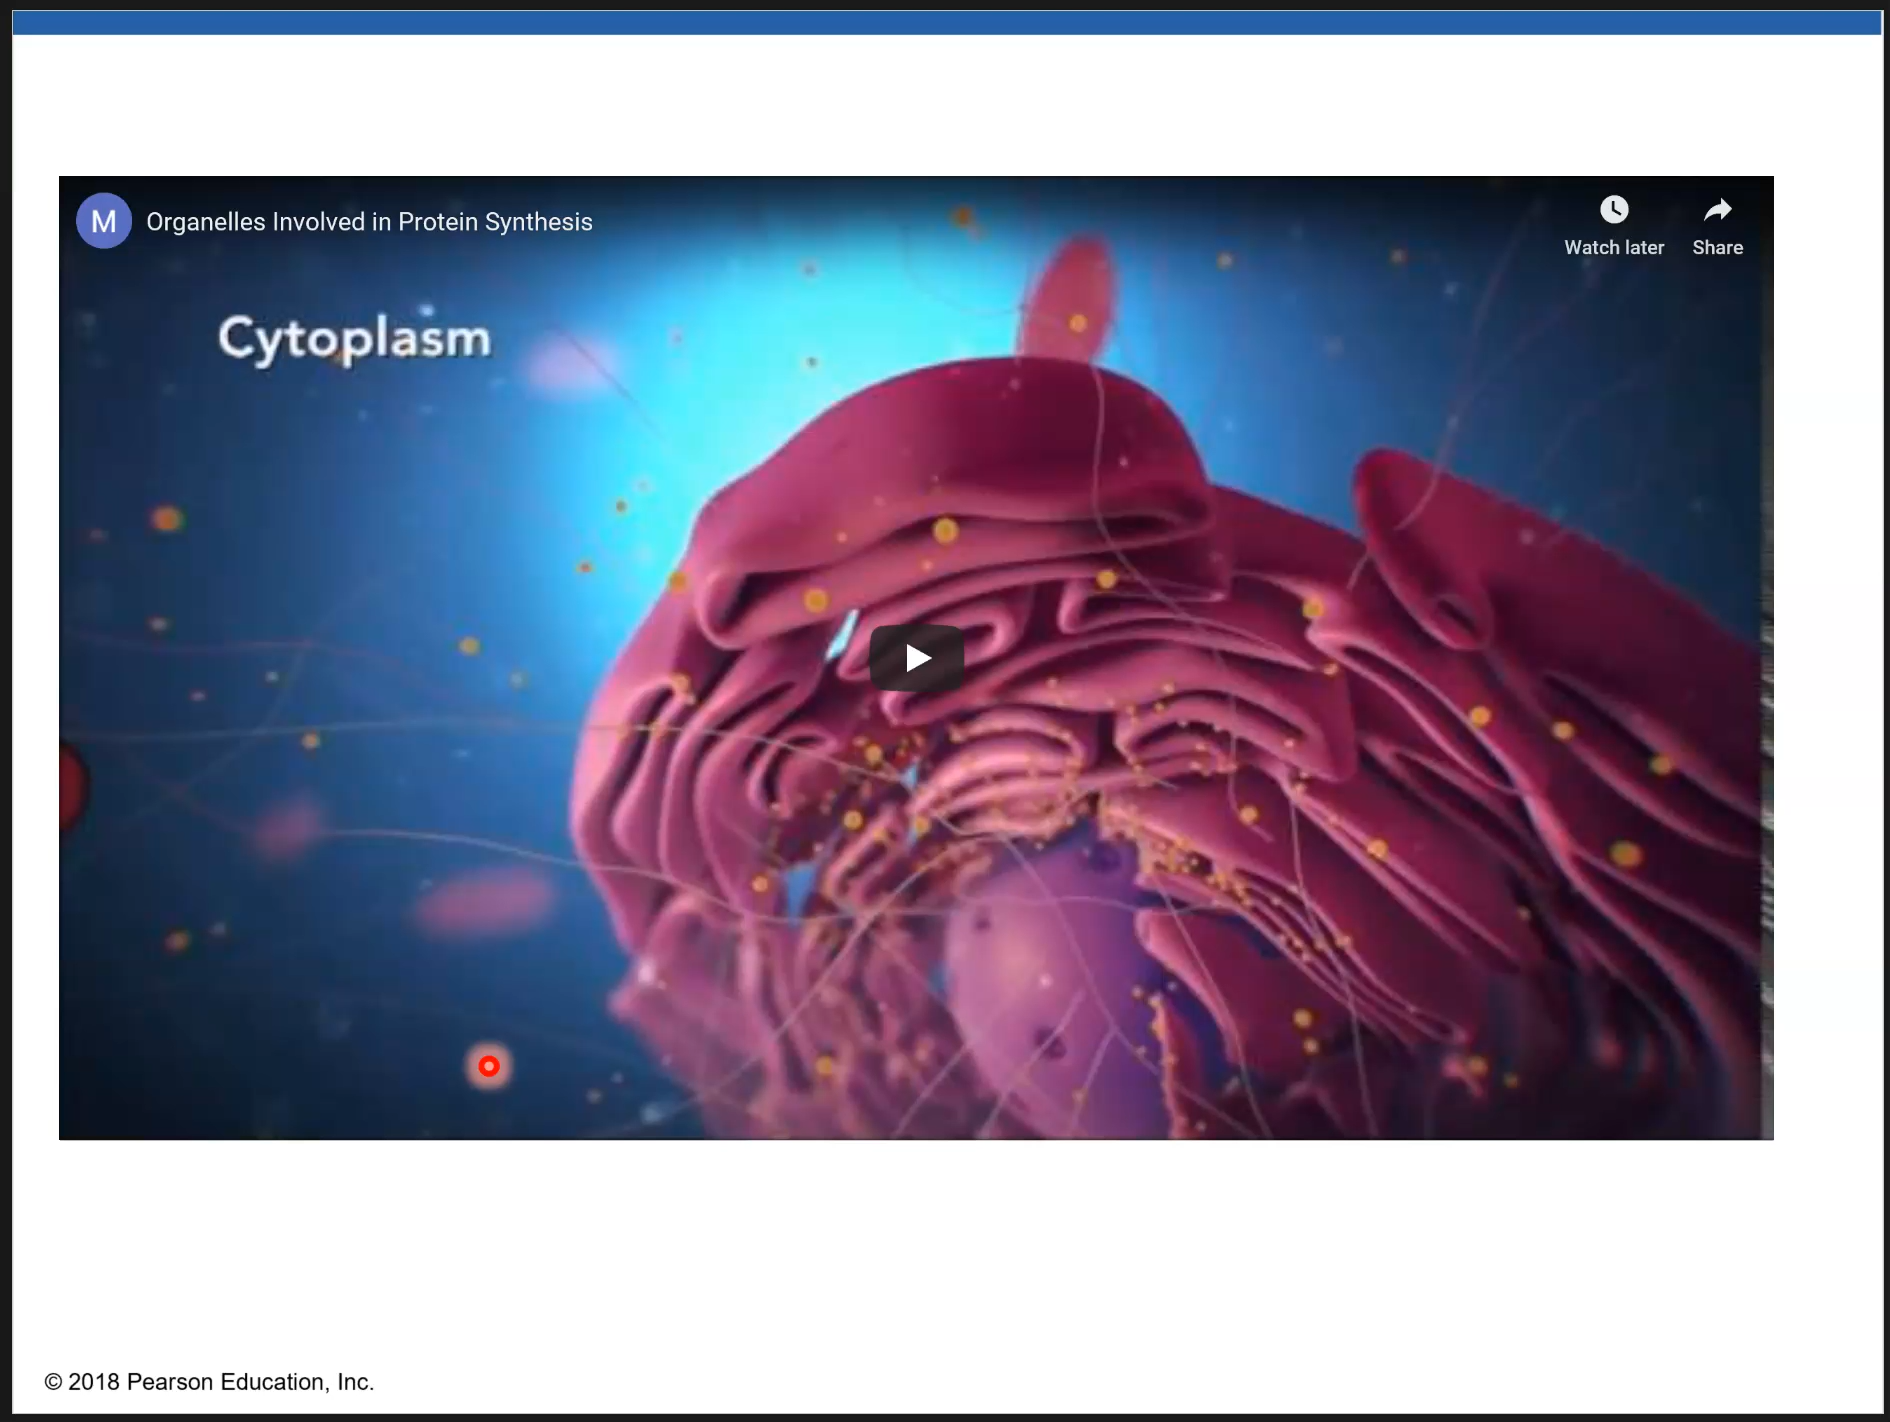 M
Organelles Involved in Protein Synthesis
Watch later
Share
Cytoplasm
© 2018 Pearson Education, Inc.